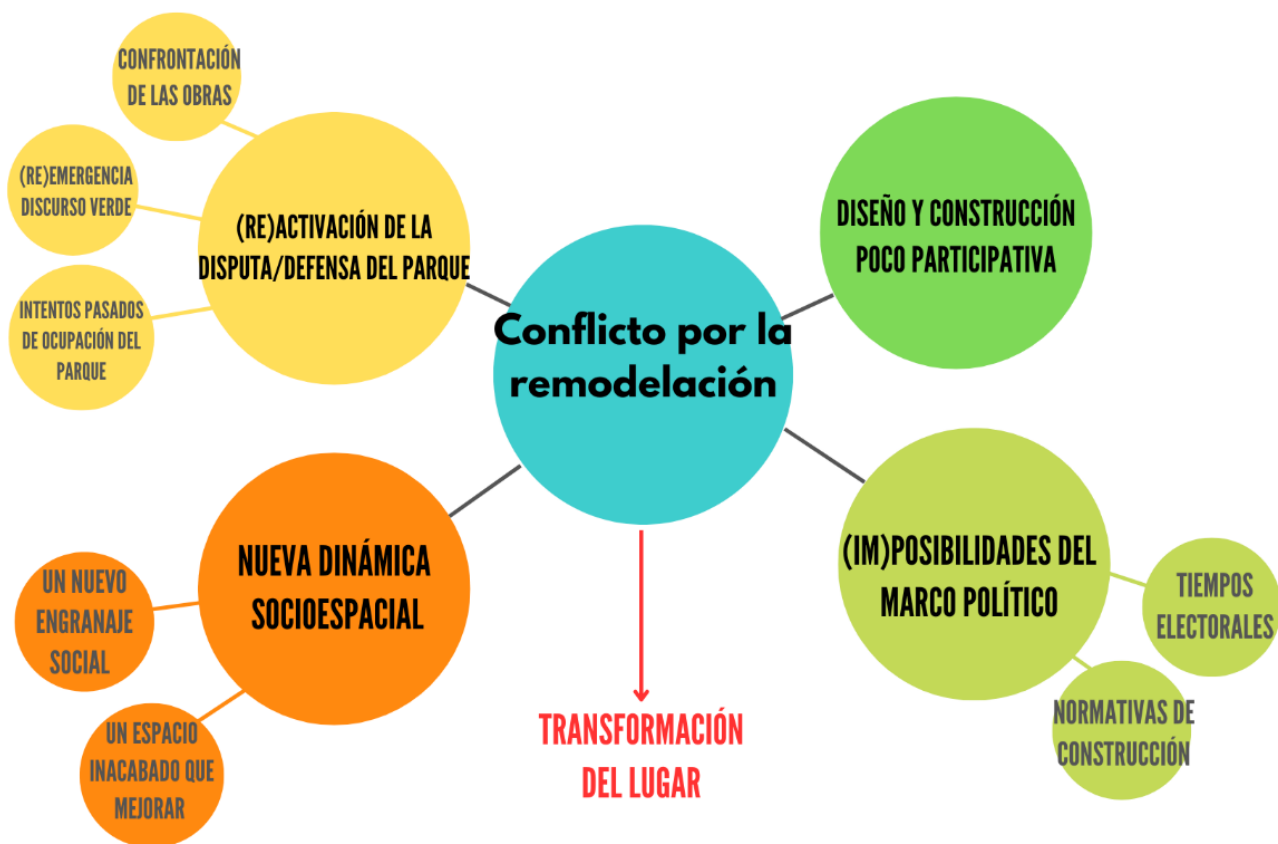 CONFRONTACIÓN
DE LAS OBRAS
(RE)EMERGENCIA
DISCURSO VERDE
INTENTOS PASADOS
DE OCUPACIÓN DEL
PARQUE
(RE)ACTIVACIÓN DE LA
DISPUTA/DEFENSA DEL PARQUE
DISEÑO Y CONSTRUCCIÓN
POCO PARTICIPATIVA
Conflicto por la
remodelación
NUEVA DINÁMICA
SOCIOESPACIAL
UN NUEVO
ENGRANAJE
SOCIAL
UN ESPACIO
INACABADO QUE
MEJORAR
(IM)POSIBILIDADES DEL
MARCO POLÍTICO
TIEMPOS
ELECTORALES
NORMATIVAS DE
CONSTRUCCIÓN
TRANSFORMACIÓN
DEL LUGAR